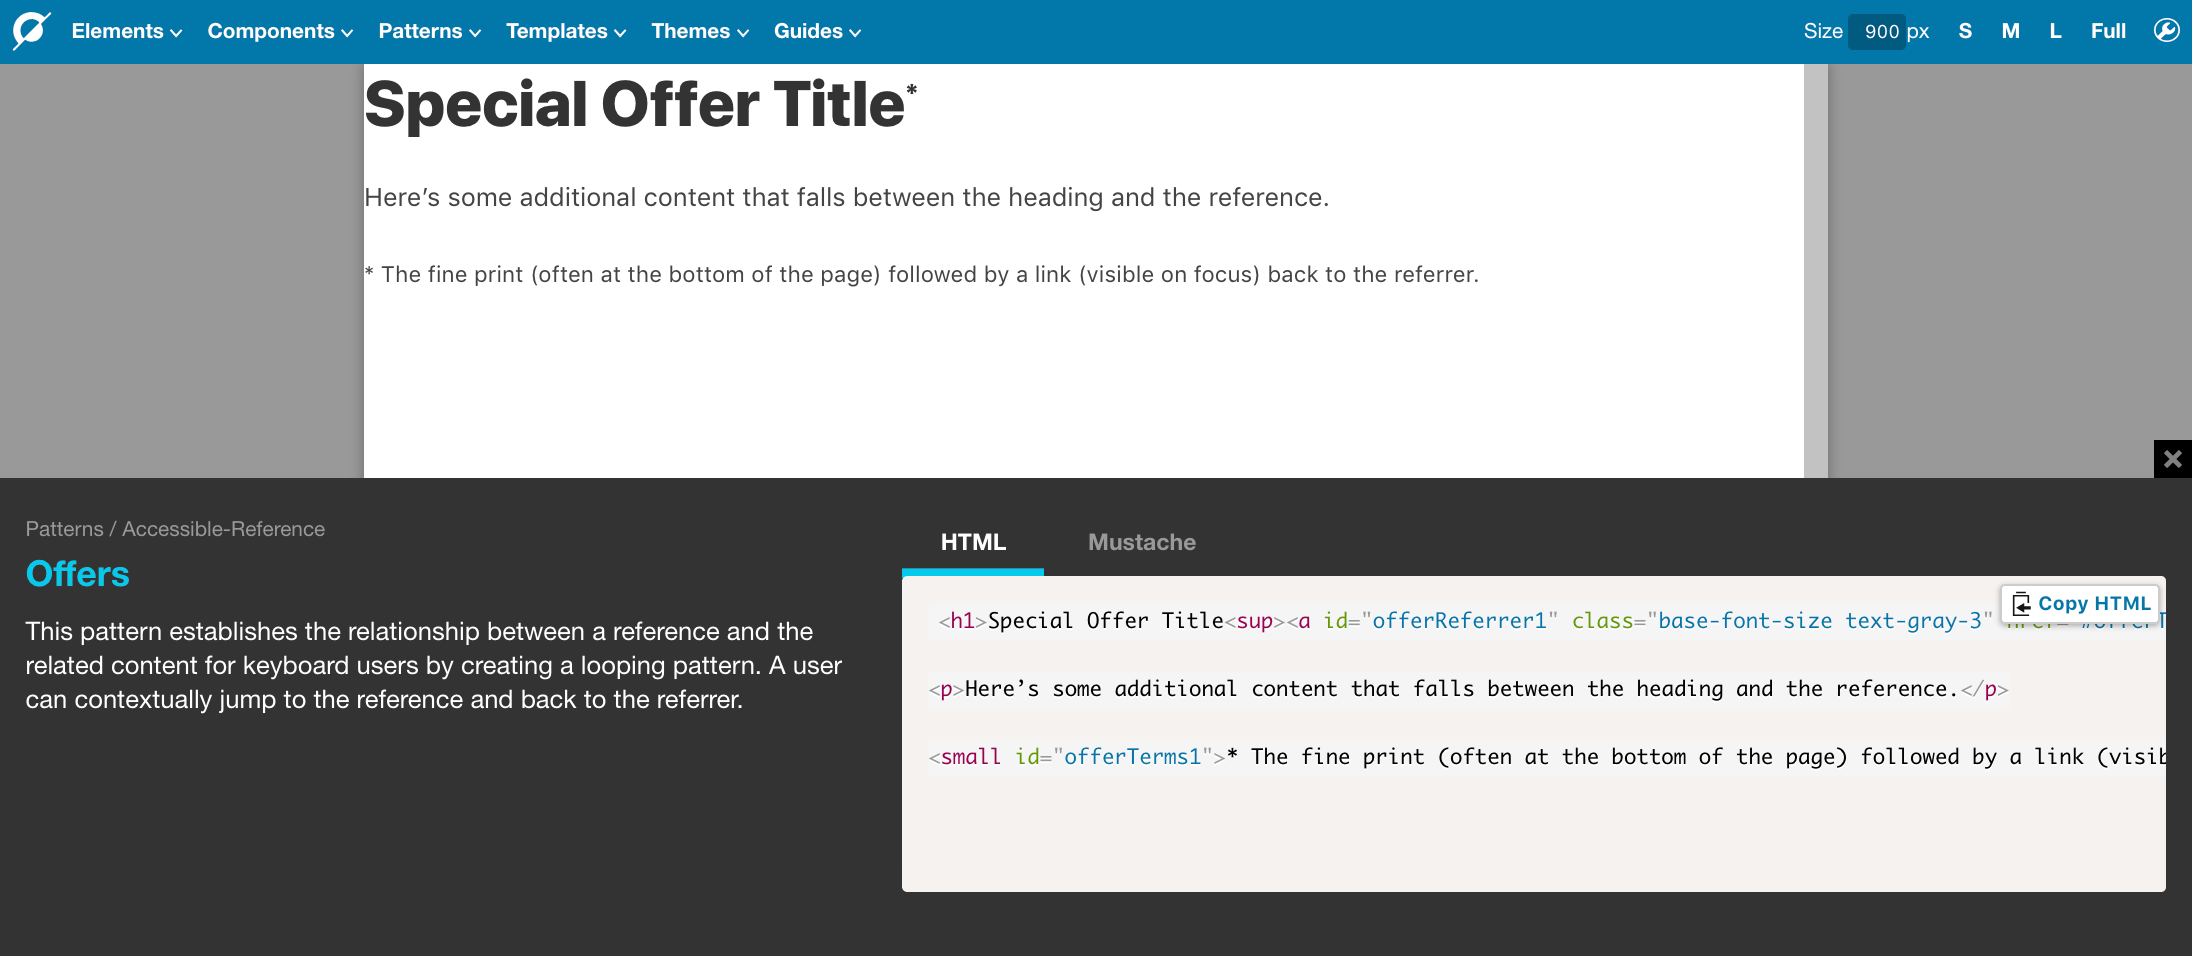 Elements Components Patterns Templates Themes Guides Size 900 px S M L Full
Special Offer Title*
Here’s some additional content that falls between the heading and the reference.
* The fine print (often at the bottom of the page) followed by a link (visible on focus) back to the referrer.
Patterns / Accessible-Reference
Offers
This pattern establishes the relationship between a reference and the
related content for keyboard users by creating a looping pattern. A user
can contextually jump to the reference and back to the referrer.
HTML Mustache
Copy HTML
<h1>Special Offer Title<sup><a id="offerReferrer1" class="base-font-size text-gray-3"
<p>Here’s some additional content that falls between the heading and the reference.</p>
<small id="offerTerms1">* The fine print (often at the bottom of the page) followed by a link (visib